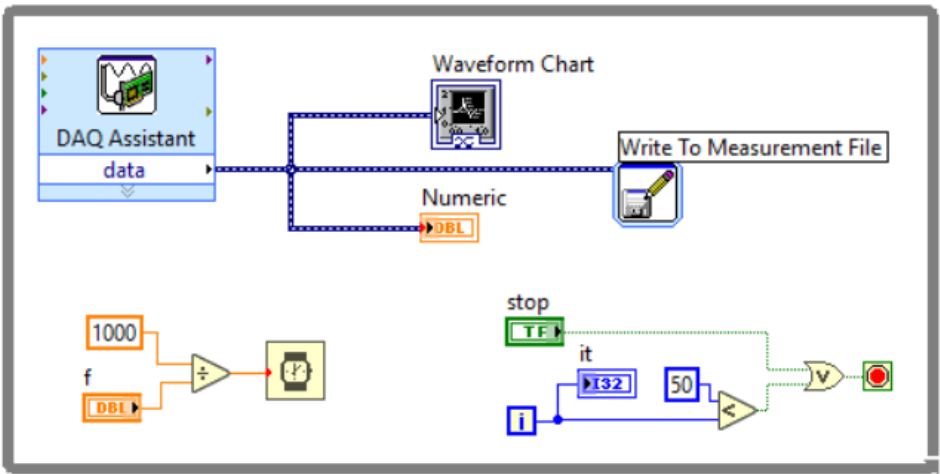 Waveform Chart
DAQ Assistant
data
Write To Measurement File
Numeric
DBL
1000
f
DBL
stop
TF
it
I32
50
i